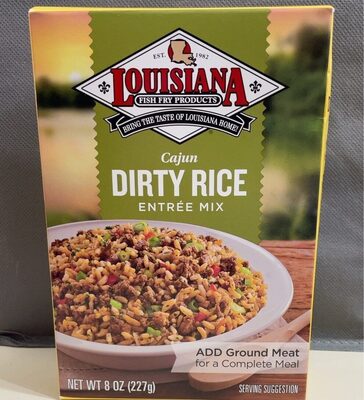 EST. 1982
LOUISIANA
FISH FRY PRODUCTS
BRING THE TASTE OF LOUISIANA HOME!
Cajun
DIRTY RICE
ENTRÉE MIX
ADD Ground Meat
for a Complete Meal
NET WT 8 OZ (227g)
SERVING SUGGESTION